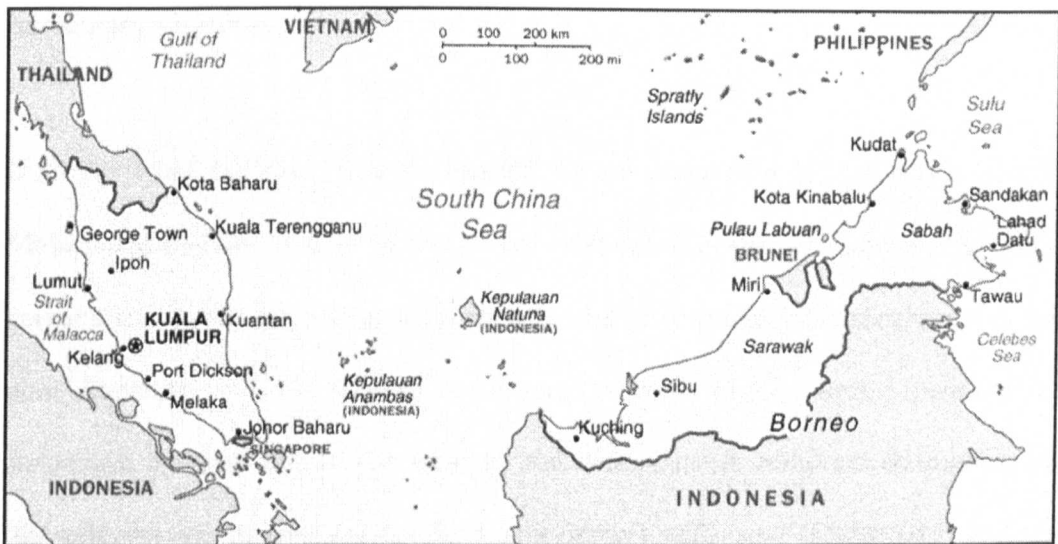 Gulf of
Thailand
VIETNAM
0 100 200 km
0 100 200 mi
PHILIPPINES
THAILAND
Spratly
Islands
Sulu
Sea
Kudat
Kota Baharu
South China
Sea
Kota Kinabalu
Sandakan
George Town
Kuala Terengganu
Pulau Labuan
Sabah
Lahad
Datu
BRUNEI
Ipoh
Lumut
Miri
Tawau
Strait
of
Malacca
KUALA
LUMPUR
Kuantan
Kepulauan
Natuna
(INDONESIA)
Sarawak
Celebes
Sea
Kelang
Port Dickson
Kepulauan
Anambas
(INDONESIA)
Sibu
Melaka
Johor Baharu
Kuching
Borneo
SINGAPORE
INDONESIA
INDONESIA